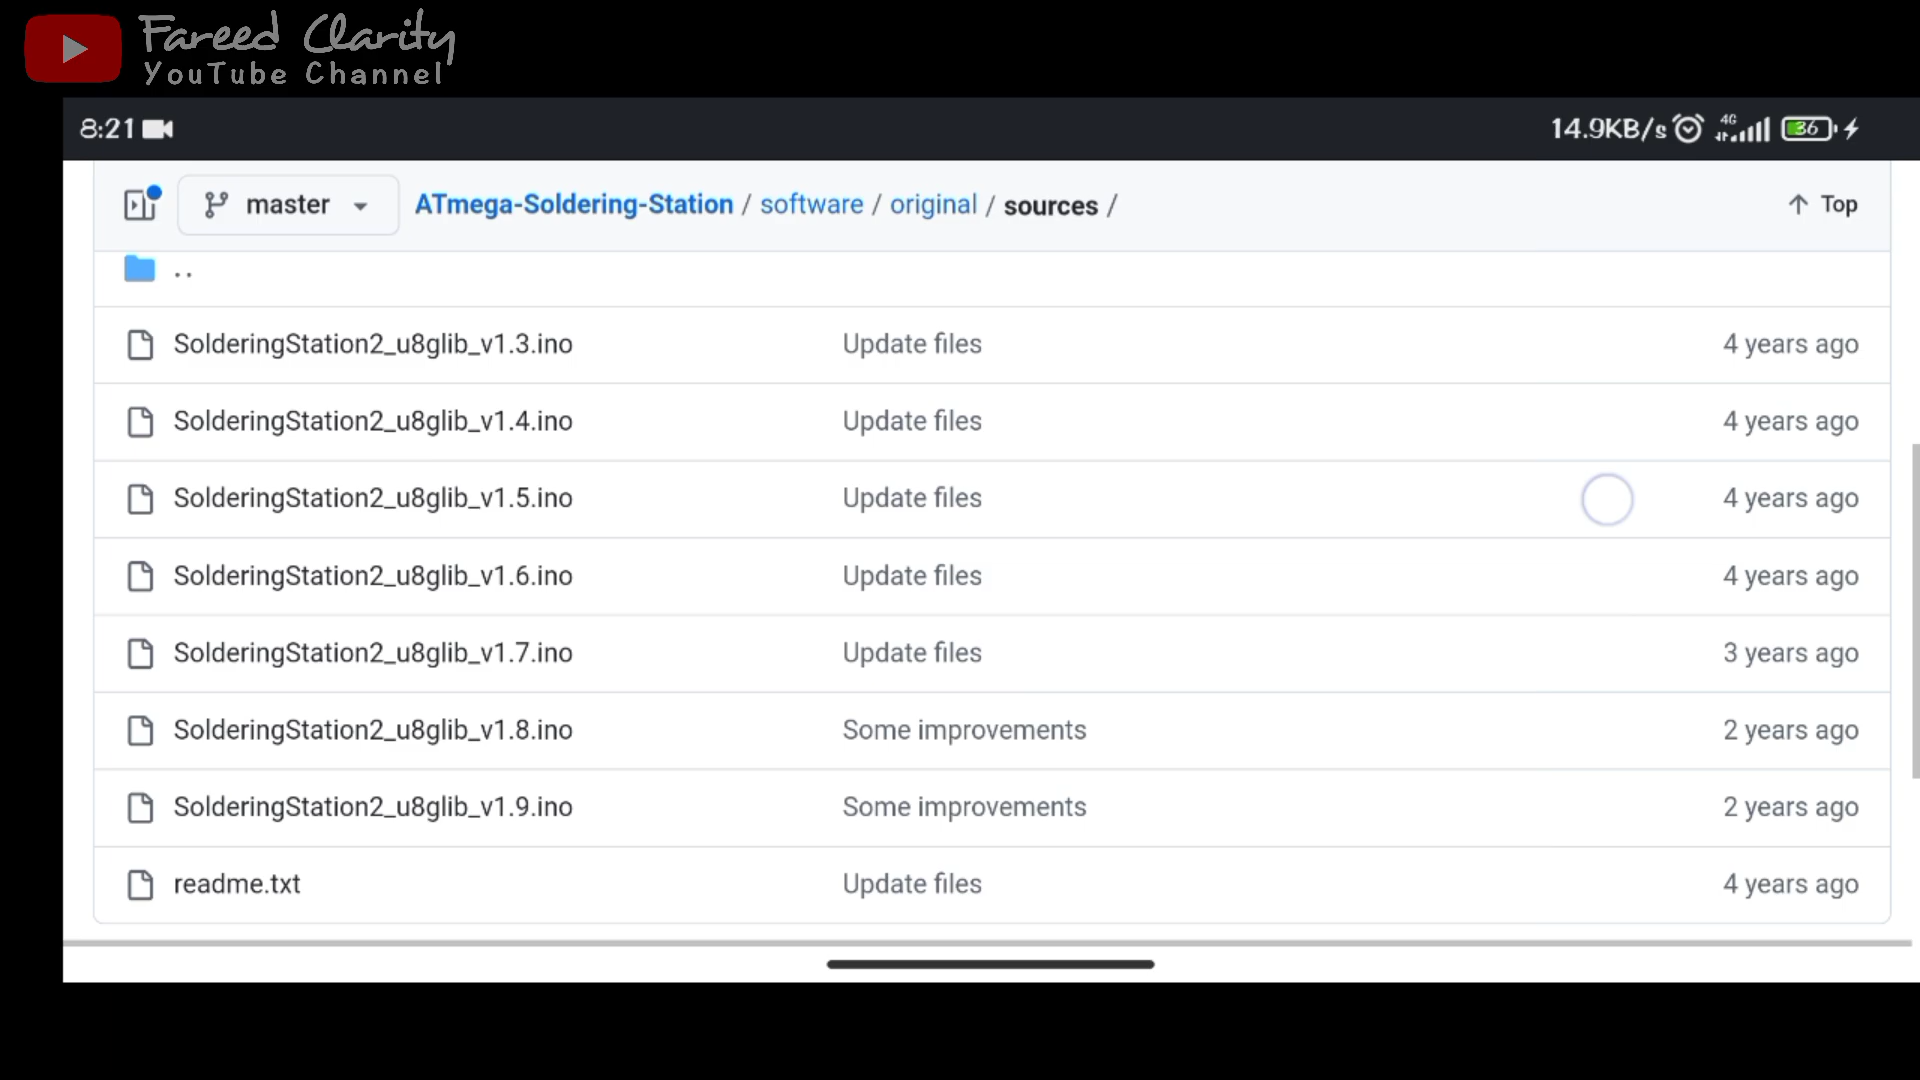 Fareed Clarity
YouTube Channel
8:21 14.9KB/s 4G 36
master ATmega-Soldering-Station / software / original / sources / Top
..
SolderingStation2_u8glib_v1.3.ino Update files 4 years ago
SolderingStation2_u8glib_v1.4.ino Update files 4 years ago
SolderingStation2_u8glib_v1.5.ino Update files 4 years ago
SolderingStation2_u8glib_v1.6.ino Update files 4 years ago
SolderingStation2_u8glib_v1.7.ino Update files 3 years ago
SolderingStation2_u8glib_v1.8.ino Some improvements 2 years ago
SolderingStation2_u8glib_v1.9.ino Some improvements 2 years ago
readme.txt Update files 4 years ago